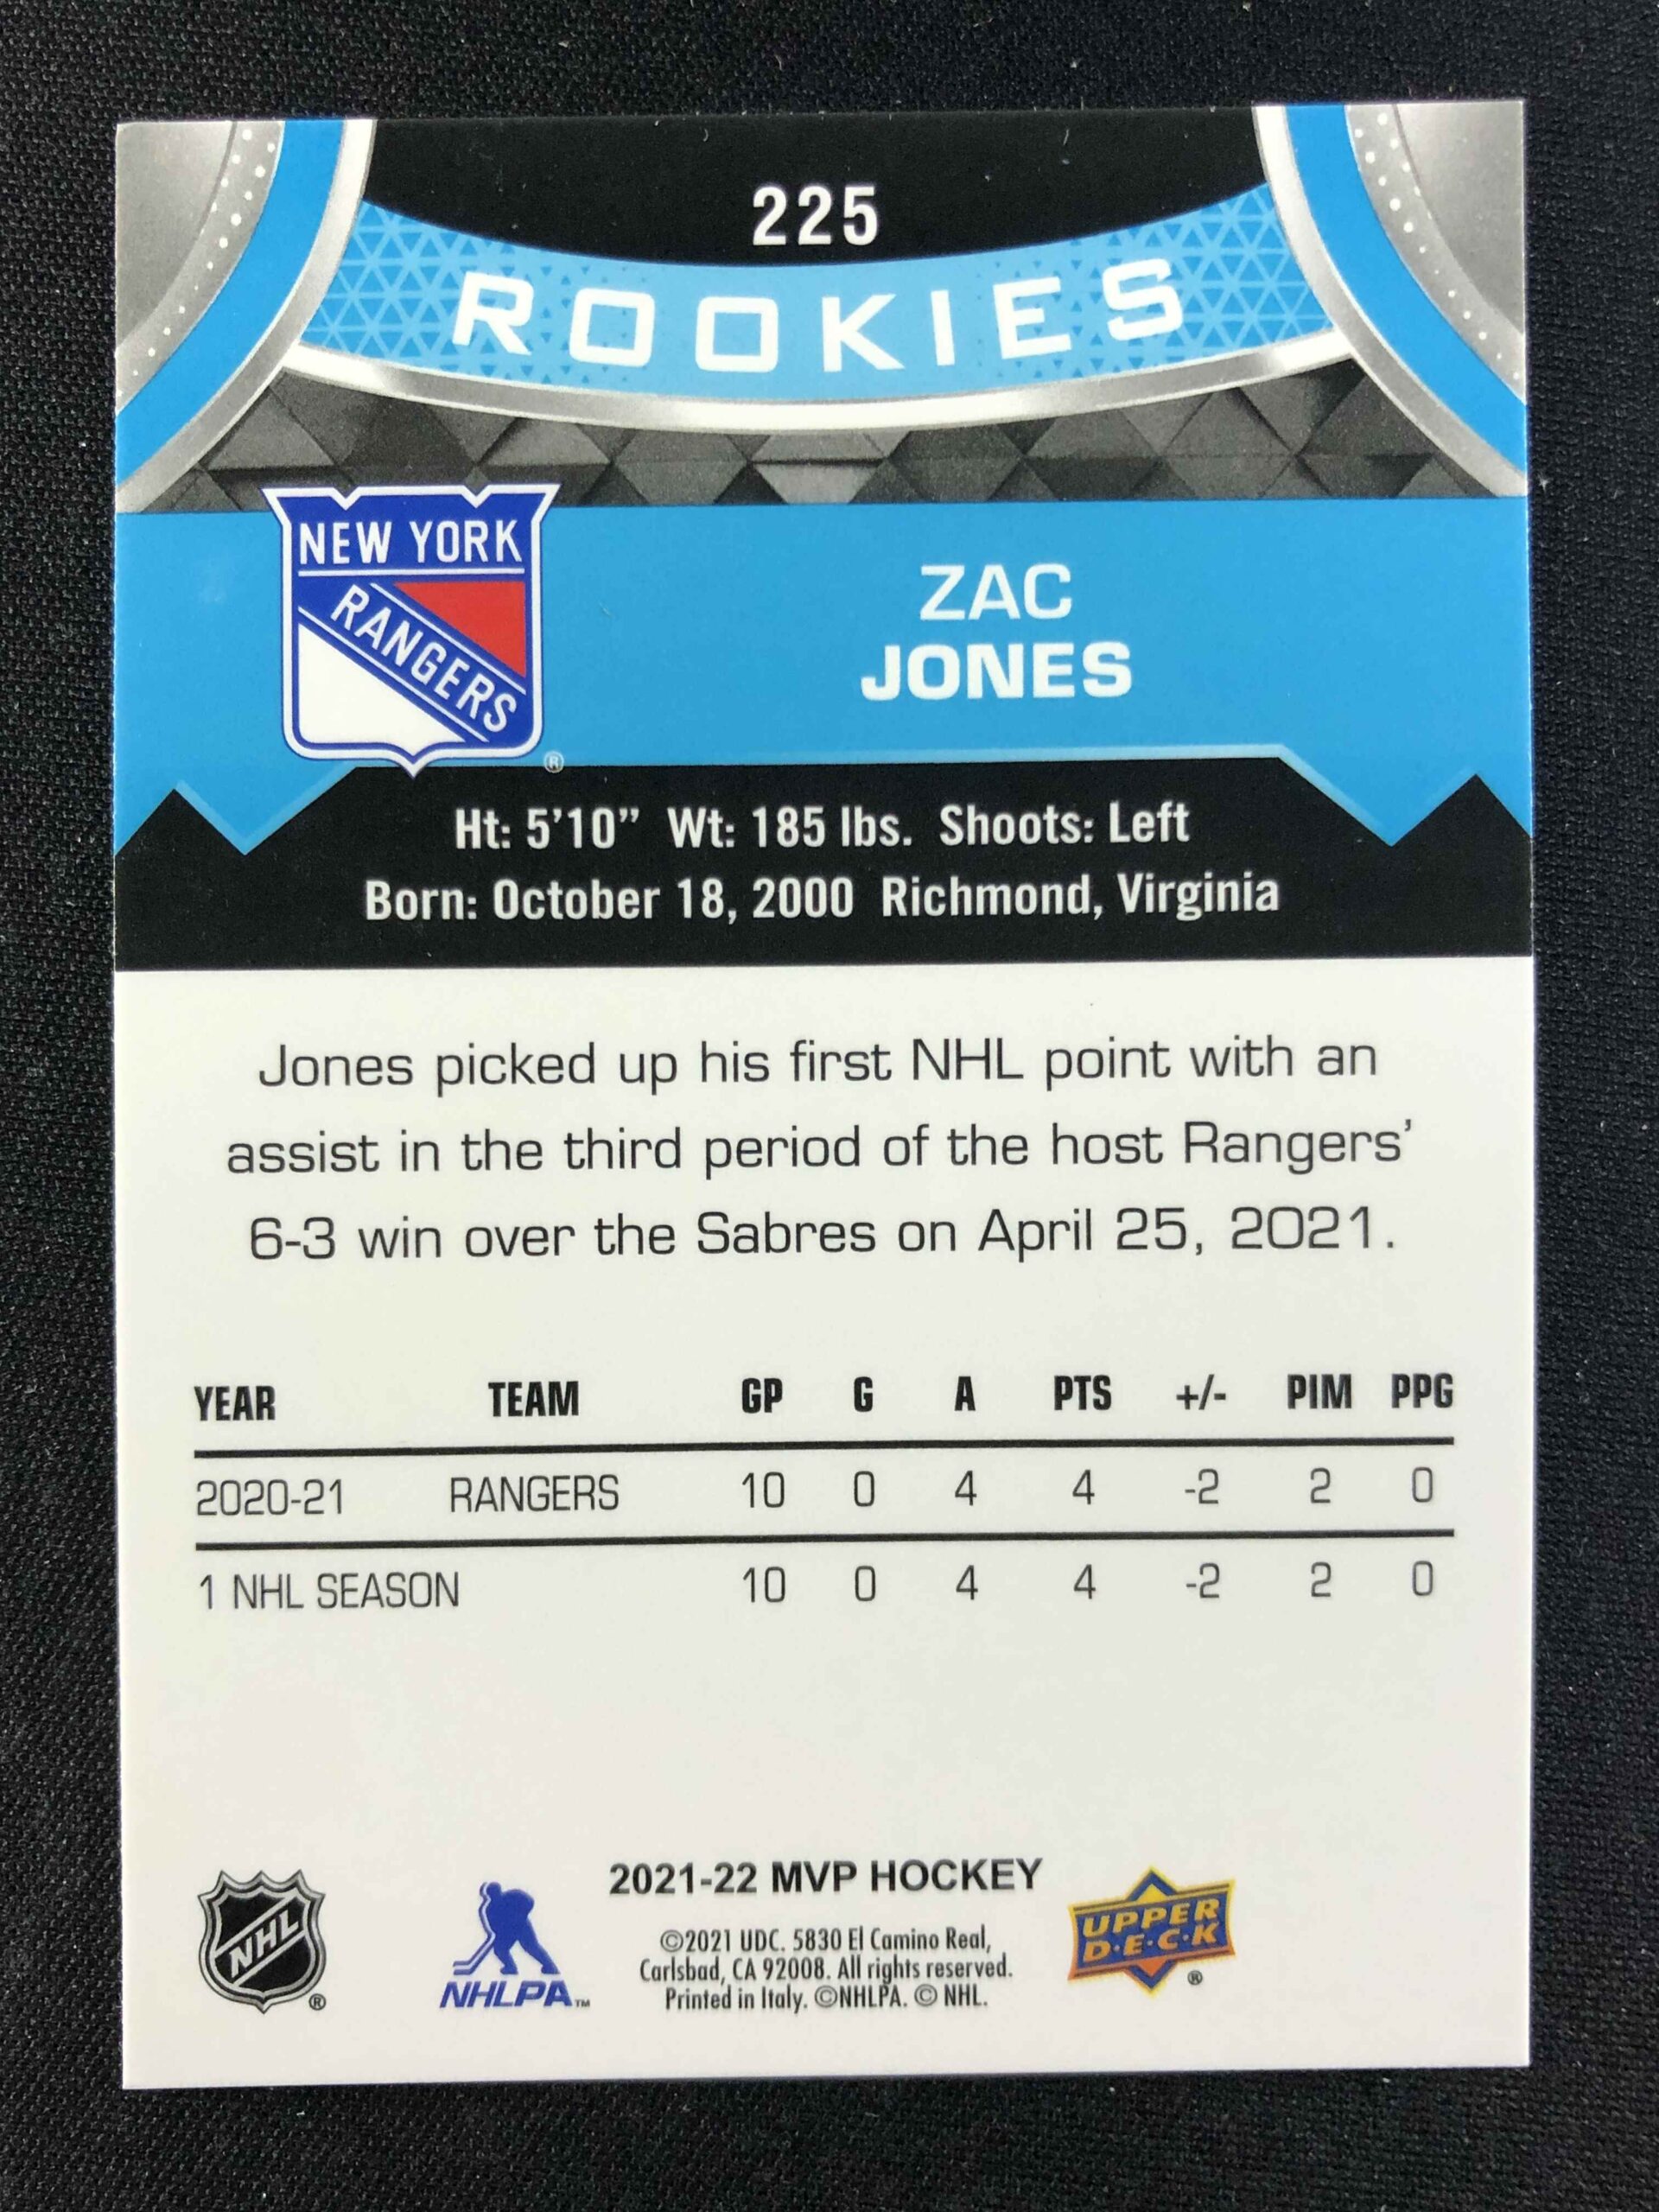 225
ROOKIES
NEW YORK
RANGERS
®
ZAC
JONES
Ht: 5'10” Wt: 185 lbs. Shoots: Left
Born: October 18, 2000 Richmond, Virginia
Jones picked up his first NHL point with an
assist in the third period of the host Rangers'
6-3 win over the Sabres on April 25, 2021.
YEAR TEAM GP G A PTS +/- PIM PPG
2020-21 RANGERS 10 0 4 4 -2 2 0
1 NHL SEASON 10 0 4 4 -2 2 0
NHL ®
NHLPA™
2021-22 MVP HOCKEY
©2021 UDC. 5830 El Camino Real,
Carlsbad, CA 92008. All rights reserved.
Printed in Italy. ©NHLPA. © NHL.
UPPER
D·E·C·K
®